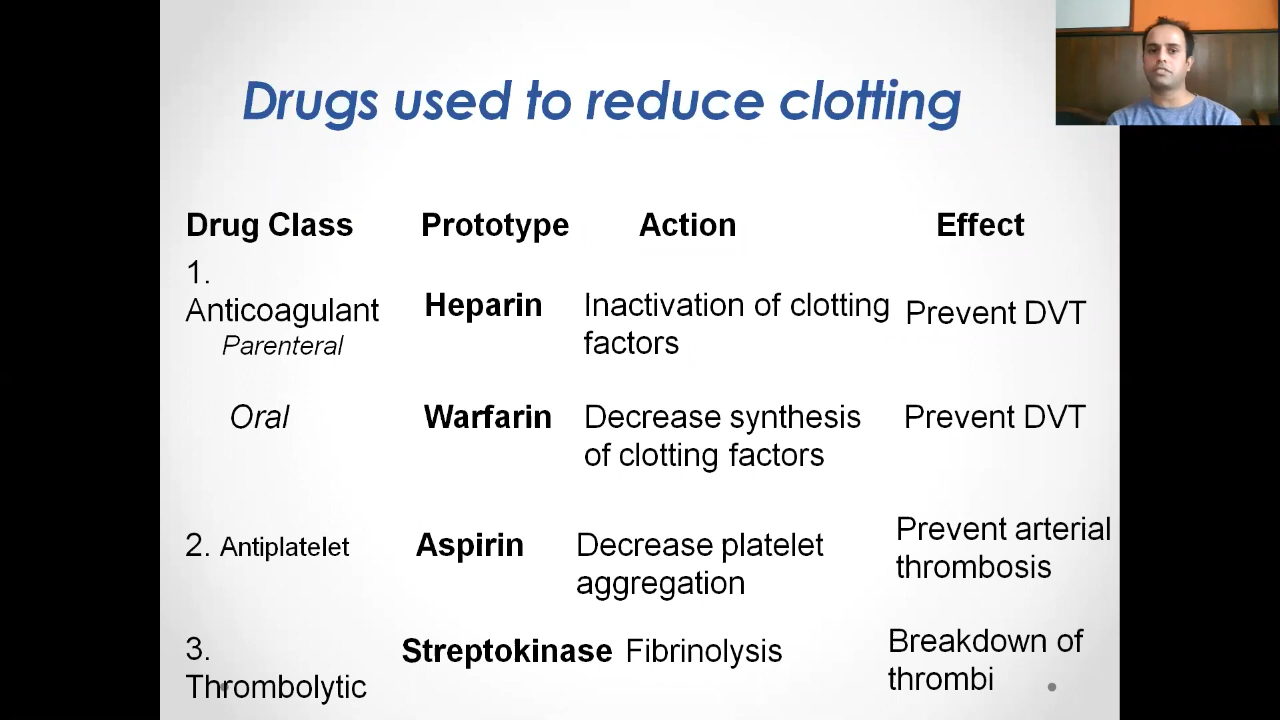 Drugs used to reduce clotting
Drug Class Prototype Action Effect
1.
Anticoagulant Heparin Inactivation of clotting Prevent DVT
Parenteral factors
Oral Warfarin Decrease synthesis Prevent DVT
of clotting factors
2. Antiplatelet Aspirin Decrease platelet Prevent arterial
aggregation thrombosis
3. Streptokinase Fibrinolysis Breakdown of
Thrombolytic thrombi